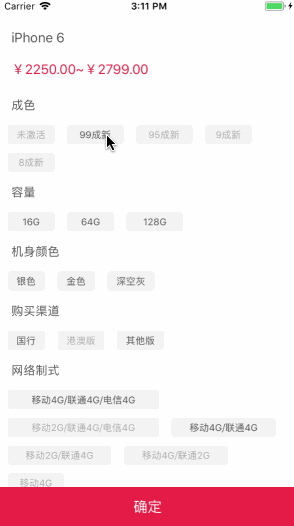 Carrier 3:11 PM
iPhone 6
￥2250.00~￥2799.00
成色
未激活 99成新 95成新 9成新
8成新
容量
16G 64G 128G
机身颜色
银色 金色 深空灰
购买渠道
国行 港澳版 其他版
网络制式
移动4G/联通4G/电信4G
移动2G/联通4G/电信4G 移动4G/联通4G
移动2G/联通4G 移动4G/联通2G
移动4G
确定